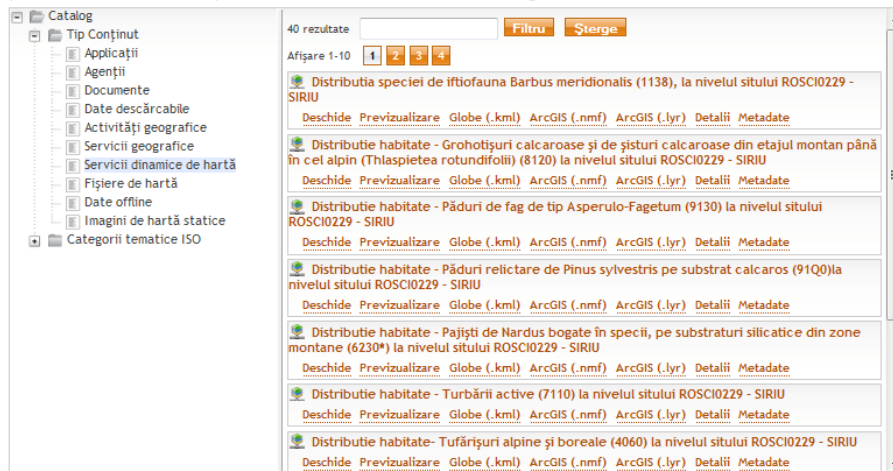 Catalog
Tip Conținut
Applicații
Agenții
Documente
Date descărcabile
Activități geografice
Servicii geografice
Servicii dinamice de hartă
Fișiere de hartă
Date offline
Imagini de hartă statice
Categorii tematice ISO
40 rezultate Filtru Șterge
Afișare 1-10 1 2 3 4
Distributia speciei de iftiofauna Barbus meridionalis (1138), la nivelul sitului ROSCI0229 -
SIRIU
Deschide Previzualizare Globe (.kml) ArcGIS (.nmf) ArcGIS (.lyr) Detalii Metadate
Distributie habitate - Grohotișuri calcaroase și de șisturi calcaroase din etajul montan până
în cel alpin (Thlaspietea rotundifolii) (8120) la nivelul sitului ROSCI0229 - SIRIU
Deschide Previzualizare Globe (.kml) ArcGIS (.nmf) ArcGIS (.lyr) Detalii Metadate
Distributie habitate - Păduri de fag de tip Asperulo-Fagetum (9130) la nivelul sitului
ROSCI0229 - SIRIU
Deschide Previzualizare Globe (.kml) ArcGIS (.nmf) ArcGIS (.lyr) Detalii Metadate
Distributie habitate - Păduri relictare de Pinus sylvestris pe substrat calcaros (91Q0)la
nivelul sitului ROSCI0229 - SIRIU
Deschide Previzualizare Globe (.kml) ArcGIS (.nmf) ArcGIS (.lyr) Detalii Metadate
Distributie habitate - Pajiști de Nardus bogate în specii, pe substraturi silicatice din zone
montane (6230*) la nivelul sitului ROSCI0229 - SIRIU
Deschide Previzualizare Globe (.kml) ArcGIS (.nmf) ArcGIS (.lyr) Detalii Metadate
Distributie habitate - Turbării active (7110) la nivelul sitului ROSCI0229 - SIRIU
Deschide Previzualizare Globe (.kml) ArcGIS (.nmf) ArcGIS (.lyr) Detalii Metadate
Distributie habitate- Tufărișuri alpine și boreale (4060) la nivelul sitului ROSCI0229 - SIRIU
Deschide Previzualizare Globe (.kml) ArcGIS (.nmf) ArcGIS (.lyr) Detalii Metadate